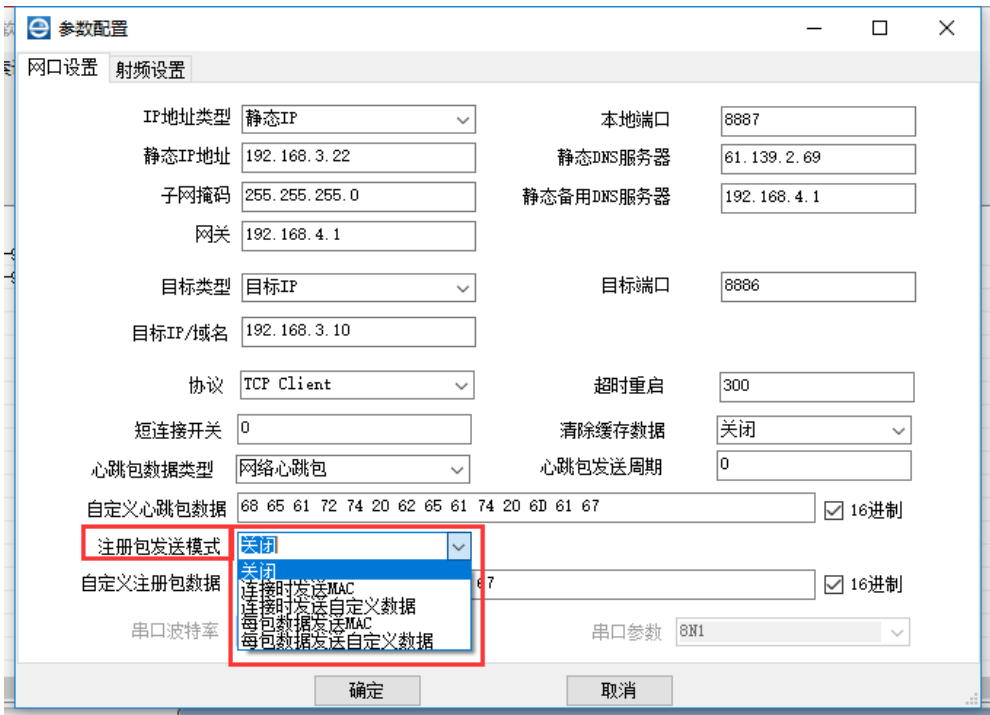 参数配置
网口设置 射频设置
IP地址类型 静态IP 本地端口 8887
静态IP地址 192.168.3.22 静态DNS服务器 61.139.2.69
子网掩码 255.255.255.0 静态备用DNS服务器 192.168.4.1
网关 192.168.4.1
目标类型 目标IP 目标端口 8886
目标IP/域名 192.168.3.10
协议 TCP Client 超时重启 300
短连接开关 0 清除缓存数据 关闭
心跳包数据类型 网络心跳包 心跳包发送周期 0
自定义心跳包数据 68 65 61 72 74 20 62 65 61 74 20 6D 61 67 16进制
注册包发送模式 关闭
关闭
自定义注册包数据 67 16进制
连接时发送MAC
连接时发送自定义数据
每包数据发送MAC
每包数据发送自定义数据
串口波特率 串口参数 8N1
确定 取消